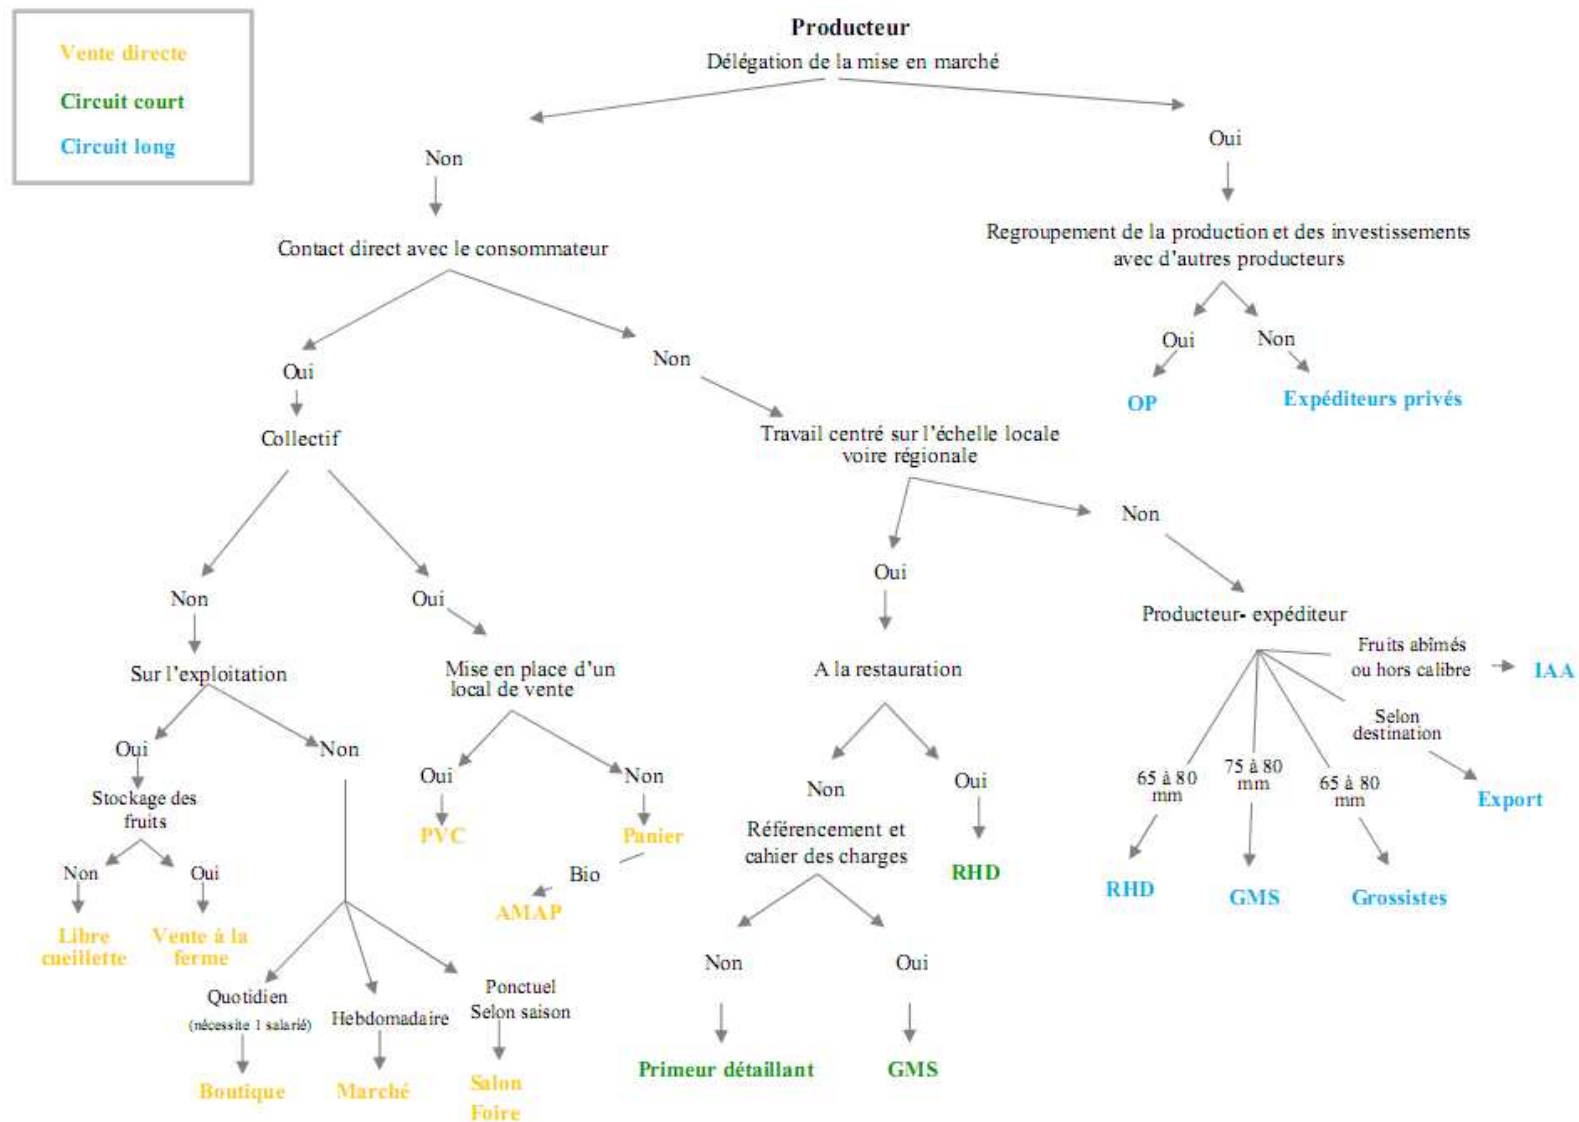 Vente directe
Circuit court
Circuit long
Producteur
Délégation de la mise en marché
Non
Oui
Contact direct avec le consommateur
Regroupement de la production et des investissements
avec d'autres producteurs
Oui
Non
Oui
Non
OP
Expéditeurs privés
Collectif
Travail centré sur l'échelle locale
voire régionale
Non
Oui
Oui
Non
Sur l'exploitation
Mise en place d'un
local de vente
A la restauration
Producteur- expéditeur
Fruits abîmés
ou hors calibre
IAA
Selon
destination
Export
Oui
Non
Oui
Non
Non
Oui
65 à 80
mm
75 à 80
mm
65 à 80
mm
Stockage des
fruits
PVC
Panier
Référencement et
cahier des charges
RHD
RHD
GMS
Grossistes
Non
Oui
Bio
AMAP
Libre
cueillette
Vente à la
ferme
Non
Oui
Quotidien
(nécessite 1 salarié)
Hebdomadaire
Ponctuel
Selon saison
Primeur détaillant
GMS
Boutique
Marché
Salon
Foire